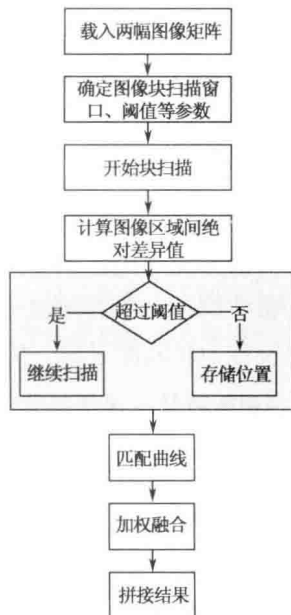 载入两幅图像矩阵
确定图像块扫描窗
口、阈值等参数
开始块扫描
计算图像区域间绝
对差异值
超过阈值
是
否
继续扫描
存储位置
匹配曲线
加权融合
拼接结果